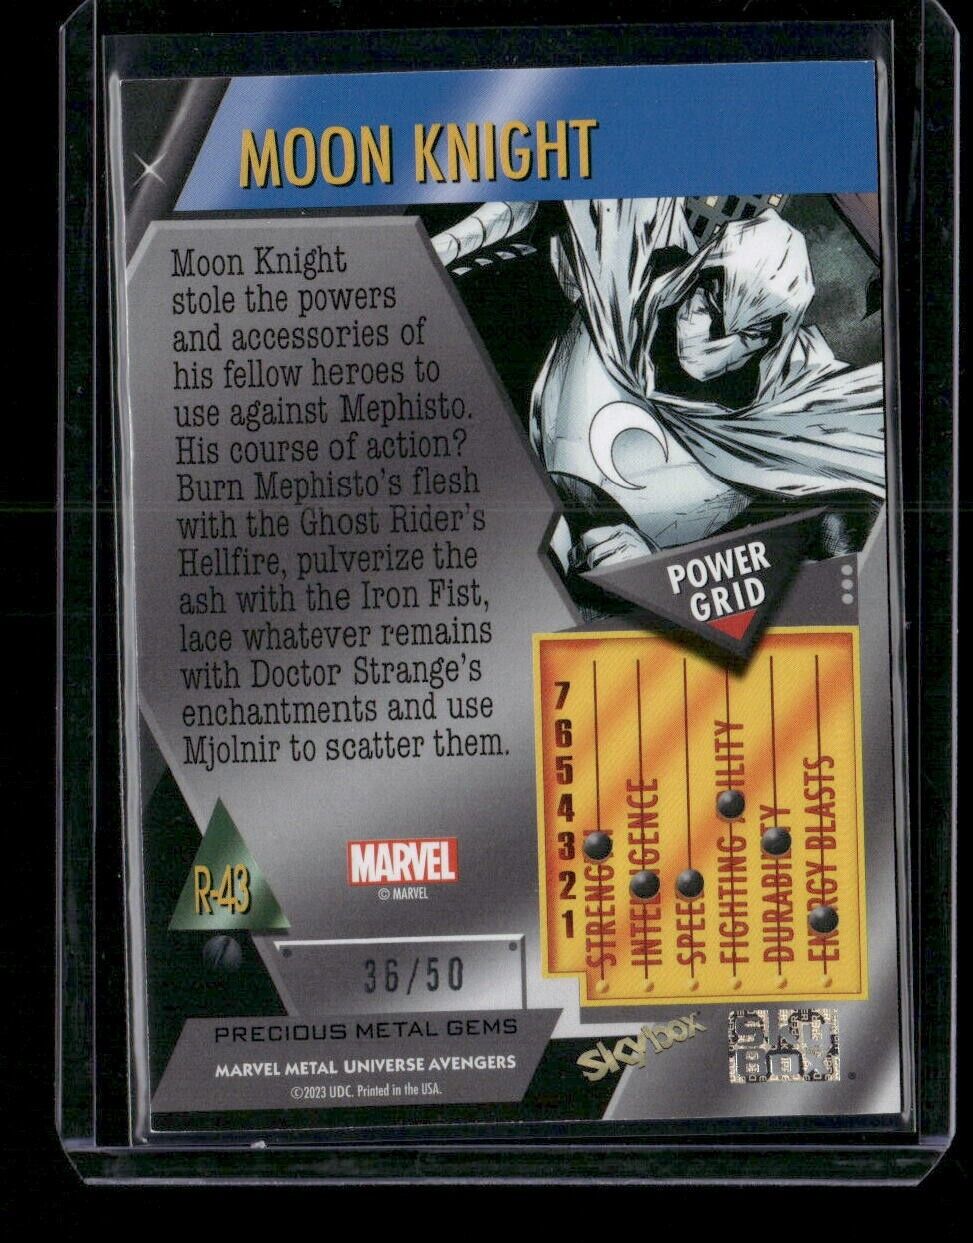 MOON KNIGHT
Moon Knight
stole the powers
and accessories of
his fellow heroes to
use against Mephisto.
His course of action?
Burn Mephisto's flesh
with the Ghost Rider's
Hellfire, pulverize the
ash with the Iron Fist,
lace whatever remains
with Doctor Strange's
enchantments and use
Mjolnir to scatter them.
POWER
GRID
7
6
5
4
3
2
1
STRENGTH
INTELLIGENCE
SPEED
FIGHTING ABILITY
DURABILITY
ENERGY BLASTS
R-43
MARVEL
© MARVEL
36/50
PRECIOUS METAL GEMS
MARVEL METAL UNIVERSE AVENGERS
©2023 UDC. Printed in the USA.
SkyBox